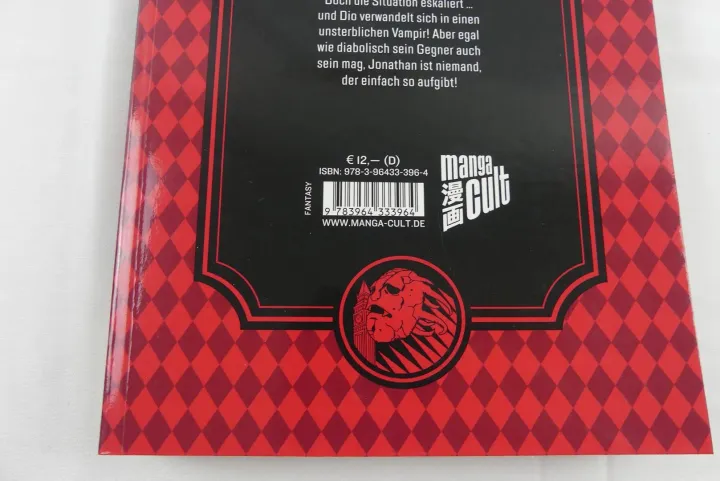 Doch die Situation eskaliert ...
und Dio verwandelt sich in einen
unsterblichen Vampir! Aber egal
wie diabolisch sein Gegner auch
sein mag, Jonathan ist niemand,
der einfach so aufgibt!
€ 12,— (D)
ISBN: 978-3-96433-396-4
FANTASY
9 783964 333964
WWW.MANGA-CULT.DE
manga
漫画
cult